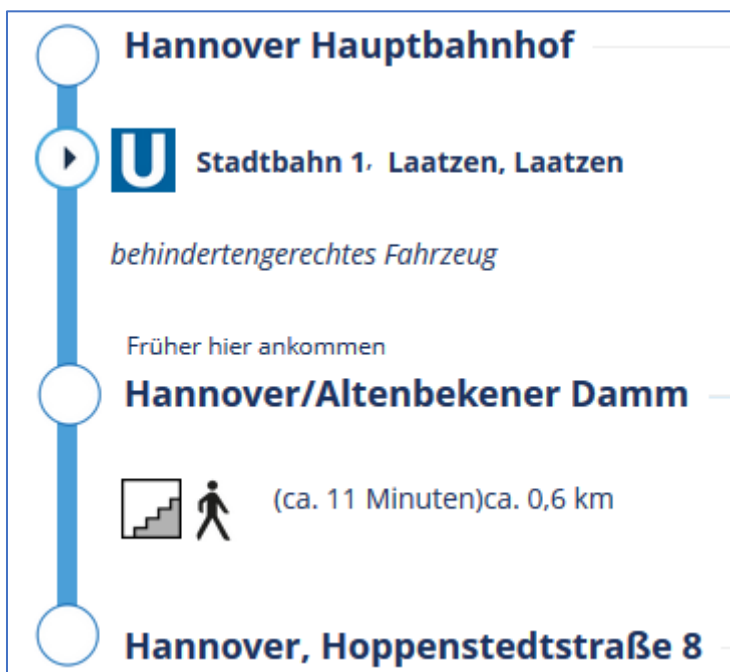 Hannover Hauptbahnhof
U Stadtbahn 1, Laatzen, Laatzen
behindertengerechtes Fahrzeug
Früher hier ankommen
Hannover/Altenbekener Damm
(ca. 11 Minuten)ca. 0,6 km
Hannover, Hoppenstedtstraße 8